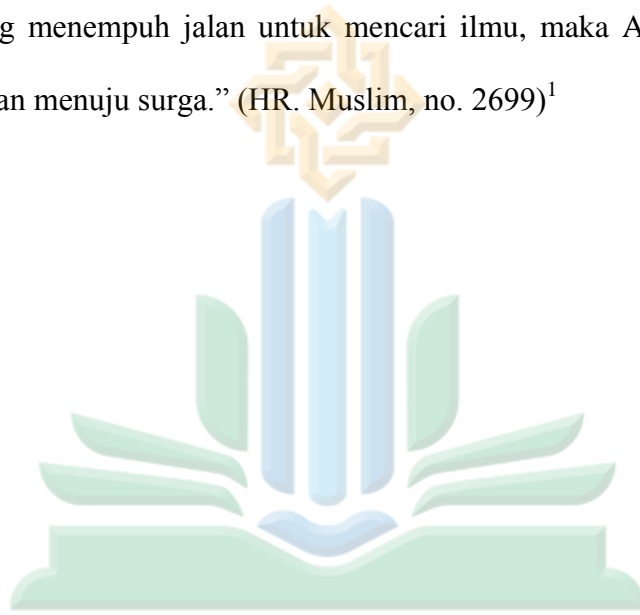 g menempuh jalan untuk mencari ilmu, maka A
an menuju surga.” (HR. Muslim, no. 2699)¹